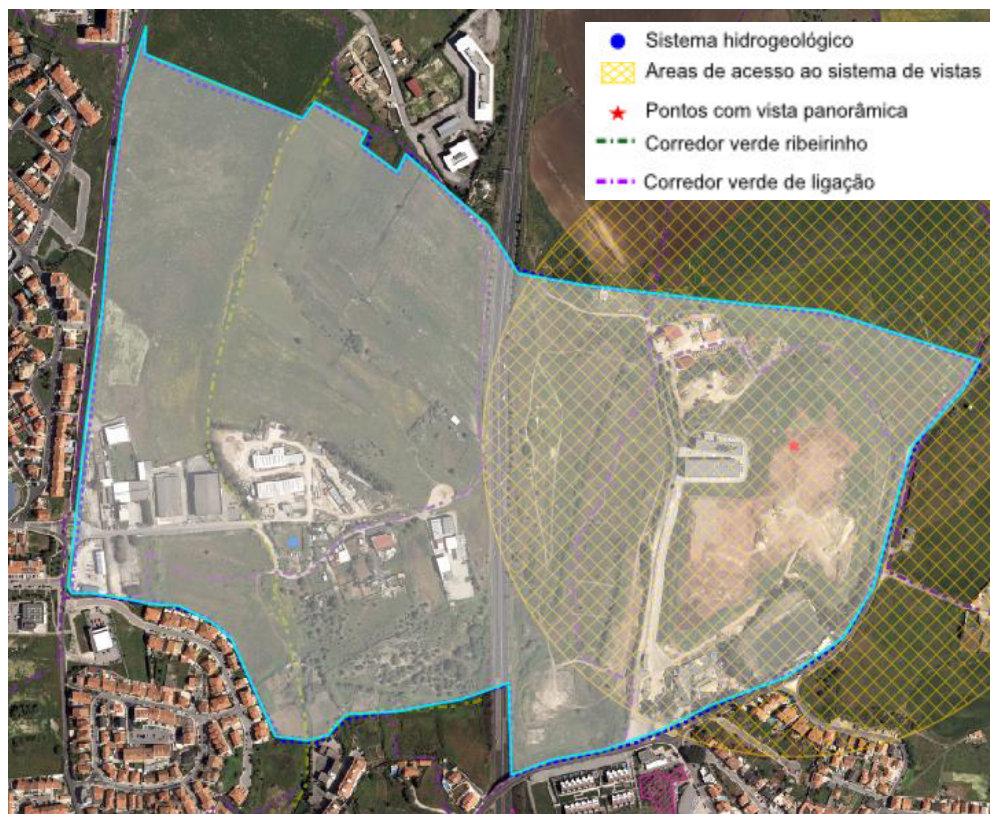 Sistema hidrogeológico
Áreas de acesso ao sistema de vistas
Pontos com vista panorâmica
Corredor verde ribeirinho
Corredor verde de ligação